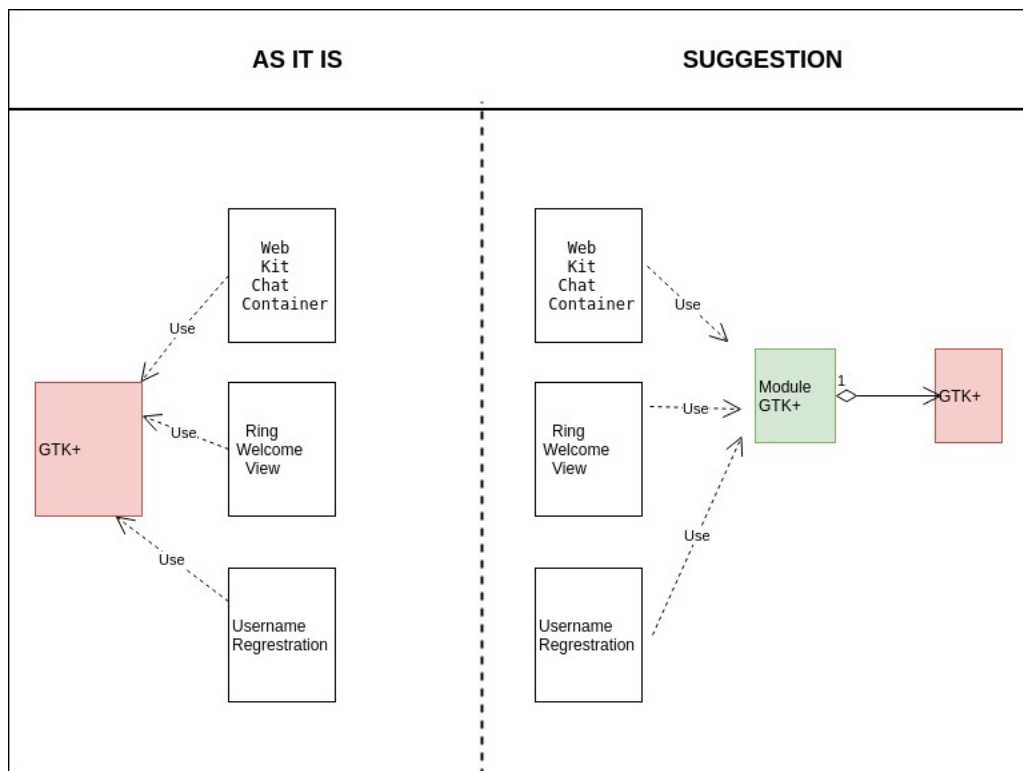 AS IT IS
SUGGESTION
Web
Kit
Chat
Container
Use
GTK+
Use
Ring
Welcome
View
Use
Username
Regrestration
Web
Kit
Chat
Container
Use
Module
GTK+
1
GTK+
Use
Ring
Welcome
View
Use
Username
Regrestration